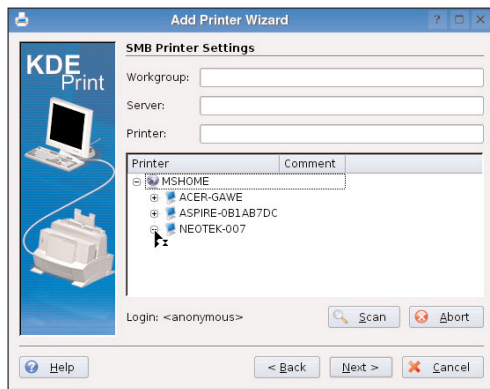 Add Printer Wizard
KDE
Print
SMB Printer Settings
Workgroup:
Server:
Printer:
Printer Comment
MSHOME
ACER-GAWE
ASPIRE-0B1AB7DC
NEOTEK-007
Login: <anonymous>
Scan
Abort
Help
< Back
Next >
Cancel